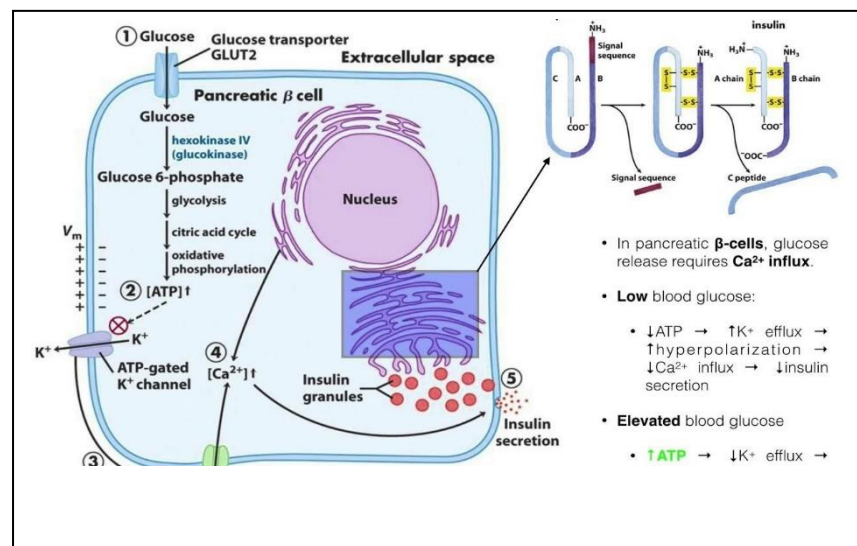 ① Glucose
Glucose transporter
GLUT2
Extracellular space
Pancreatic β cell
Glucose
hexokinase IV
(glucokinase)
Glucose 6-phosphate
glycolysis
citric acid cycle
oxidative
phosphorylation
Vm
+ −
+ −
+ −
+ −
+ −
+ −
② [ATP]↑
K⁺
K⁺
ATP-gated
K⁺ channel
③
Nucleus
④
[Ca²⁺]↑
Insulin
granules
⑤
Insulin
secretion
NH₃
+
Signal
sequence
C A B
COO⁻
Signal sequence
NH₃
+
S S
S-S
S-S
COO⁻
insulin
H₃N
+
NH₃
+
A chain
S S
S-S
S-S
B chain
COO⁻
⁻OOC
C peptide
• In pancreatic β-cells, glucose
release requires Ca²⁺ influx.
• Low blood glucose:
• ↓ATP → ↑K⁺ efflux →
↑hyperpolarization →
↓Ca²⁺ influx → ↓insulin
secretion
• Elevated blood glucose
• ↑ATP → ↓K⁺ efflux →